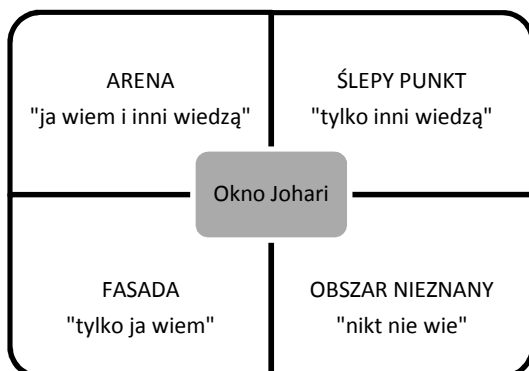 ARENA
"ja wiem i inni wiedzą"
ŚLEPY PUNKT
"tylko inni wiedzą"
Okno Johari
FASADA
"tylko ja wiem"
OBSZAR NIEZNANY
"nikt nie wie"